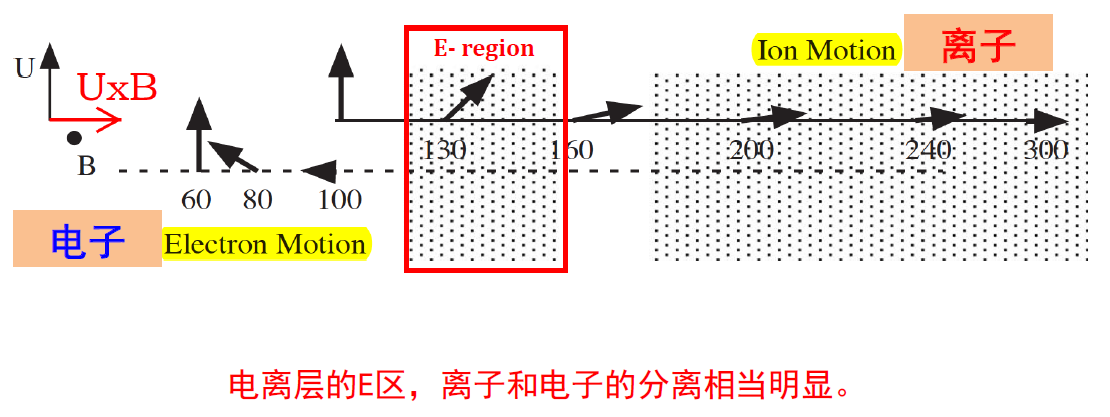 E- region
Ion Motion 离子
U
UxB
B
130 160 200 240 300
60 80 100
电子 Electron Motion
电离层的E区，离子和电子的分离相当明显。